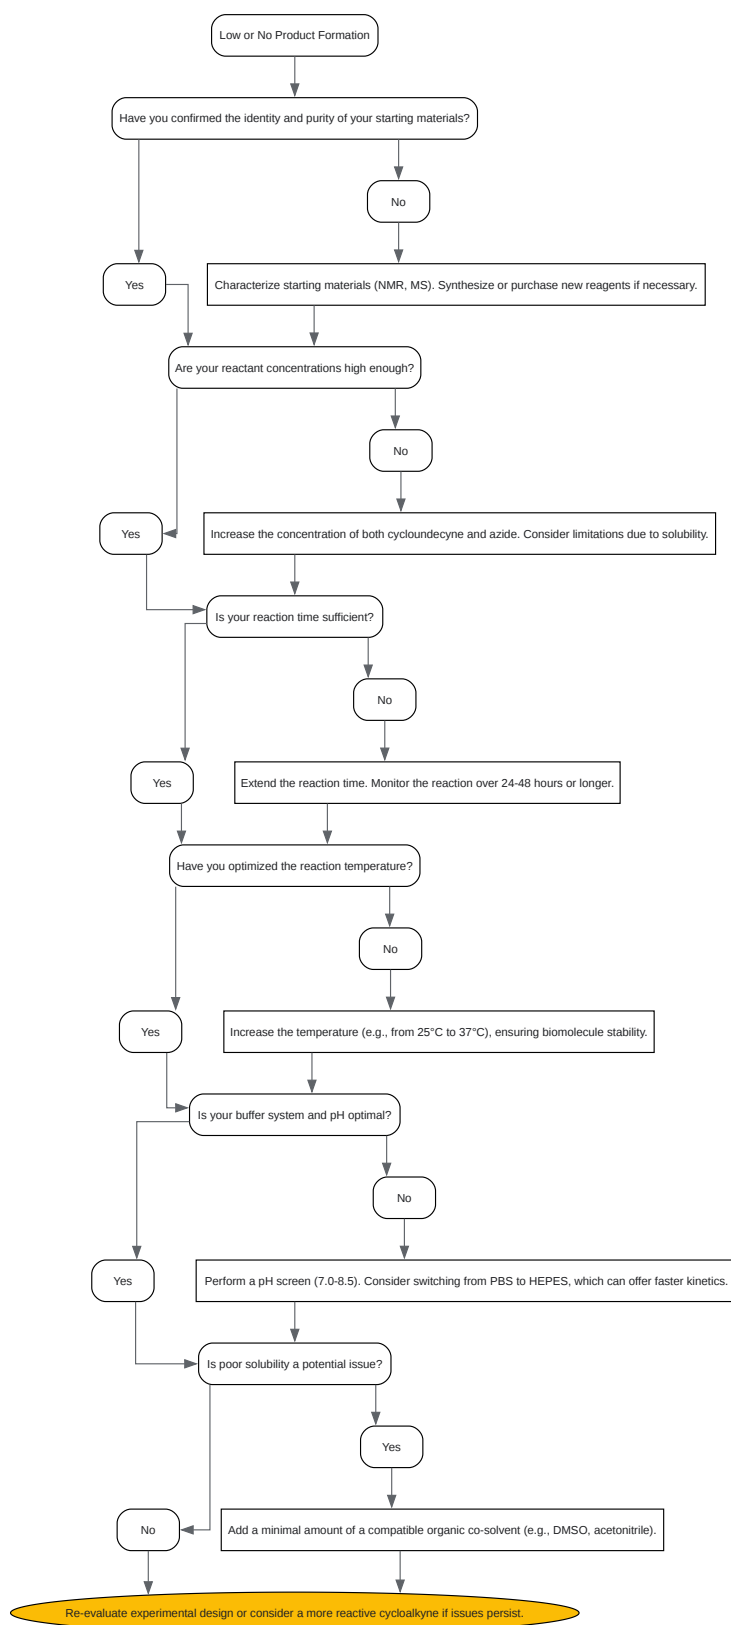 Low or No Product Formation
Have you confirmed the identity and purity of your starting materials?
No
Yes
Characterize starting materials (NMR, MS). Synthesize or purchase new reagents if necessary.
Are your reactant concentrations high enough?
No
Yes
Increase the concentration of both cycloundecyne and azide. Consider limitations due to solubility.
Is your reaction time sufficient?
No
Yes
Extend the reaction time. Monitor the reaction over 24-48 hours or longer.
Have you optimized the reaction temperature?
No
Yes
Increase the temperature (e.g., from 25°C to 37°C), ensuring biomolecule stability.
Is your buffer system and pH optimal?
No
Yes
Perform a pH screen (7.0-8.5). Consider switching from PBS to HEPES, which can offer faster kinetics.
Is poor solubility a potential issue?
Yes
No
Add a minimal amount of a compatible organic co-solvent (e.g., DMSO, acetonitrile).
Re-evaluate experimental design or consider a more reactive cycloalkyne if issues persist.